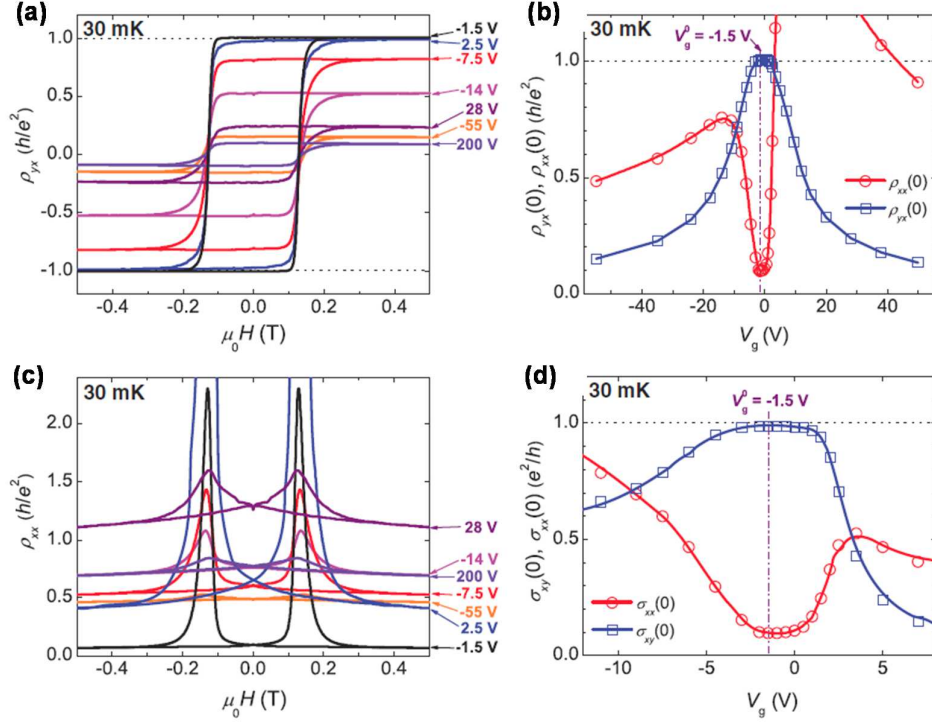 (a)
30 mK
1.0
0.5
0.0
-0.5
-1.0
ρyx (h/e²)
-0.4 -0.2 0.0 0.2 0.4
μ₀H (T)
-1.5 V
2.5 V
-7.5 V
-14 V
28 V
-55 V
200 V
(b)
30 mK
V⁰g = -1.5 V
1.0
0.5
0.0
ρyx(0), ρxx(0) (h/e²)
ρxx(0)
ρyx(0)
-40 -20 0 20 40
Vg (V)
(c)
30 mK
2.0
1.5
1.0
0.5
0.0
ρxx (h/e²)
28 V
-14 V
200 V
-7.5 V
-55 V
2.5 V
-1.5 V
-0.4 -0.2 0.0 0.2 0.4
μ₀H (T)
(d)
30 mK
V⁰g = -1.5 V
1.0
0.5
0.0
σxy(0), σxx(0) (e²/h)
σxx(0)
σxy(0)
-10 -5 0 5
Vg (V)